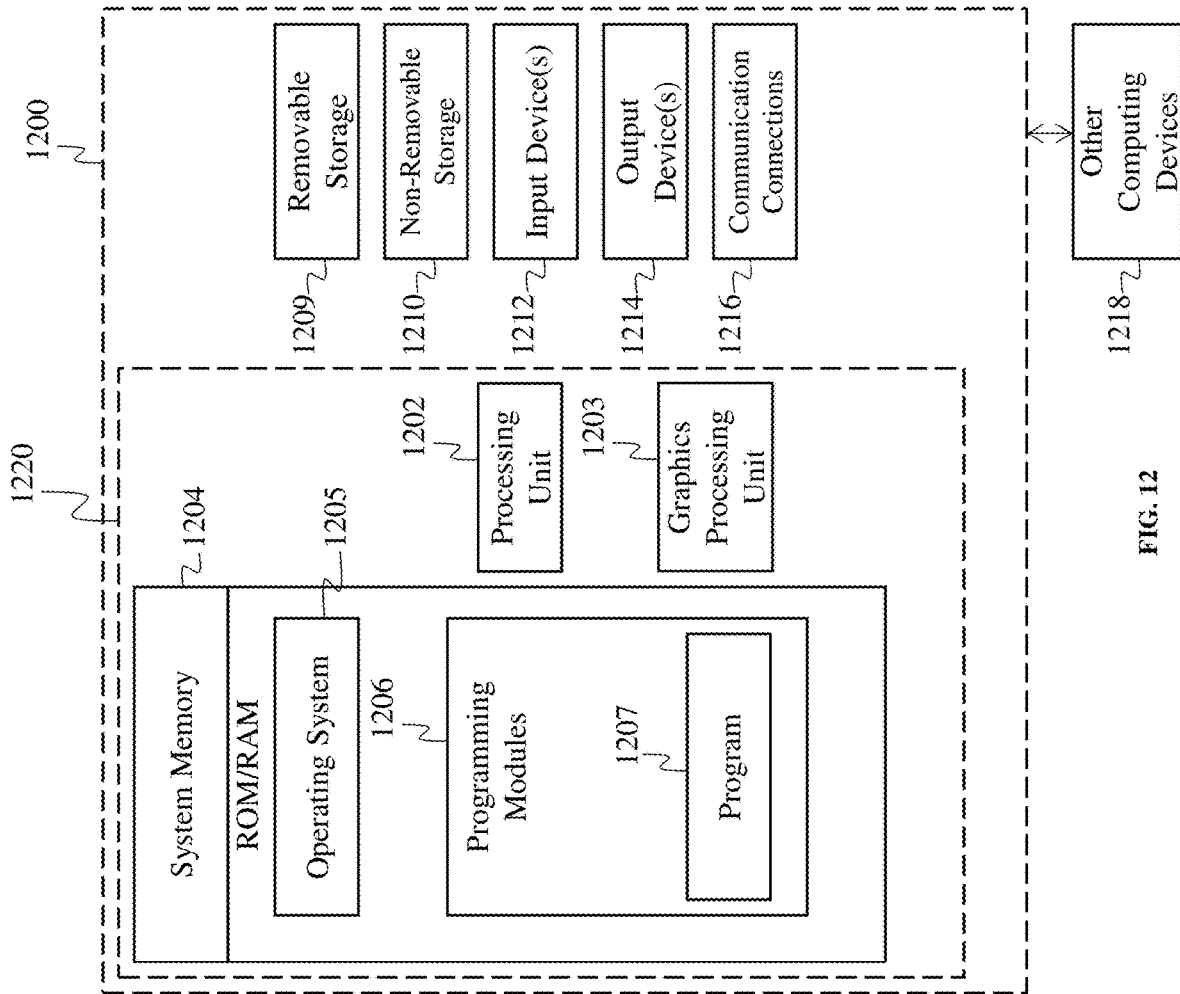 1200
1220
System Memory
1204
ROM/RAM
Operating System
1205
1206
Programming
Modules
1207
Program
1202
Processing
Unit
1203
Graphics
Processing
Unit
1209
Removable
Storage
1210
Non-Removable
Storage
1212
Input Device(s)
1214
Output
Device(s)
1216
Communication
Connections
1218
Other
Computing
Devices
FIG. 12